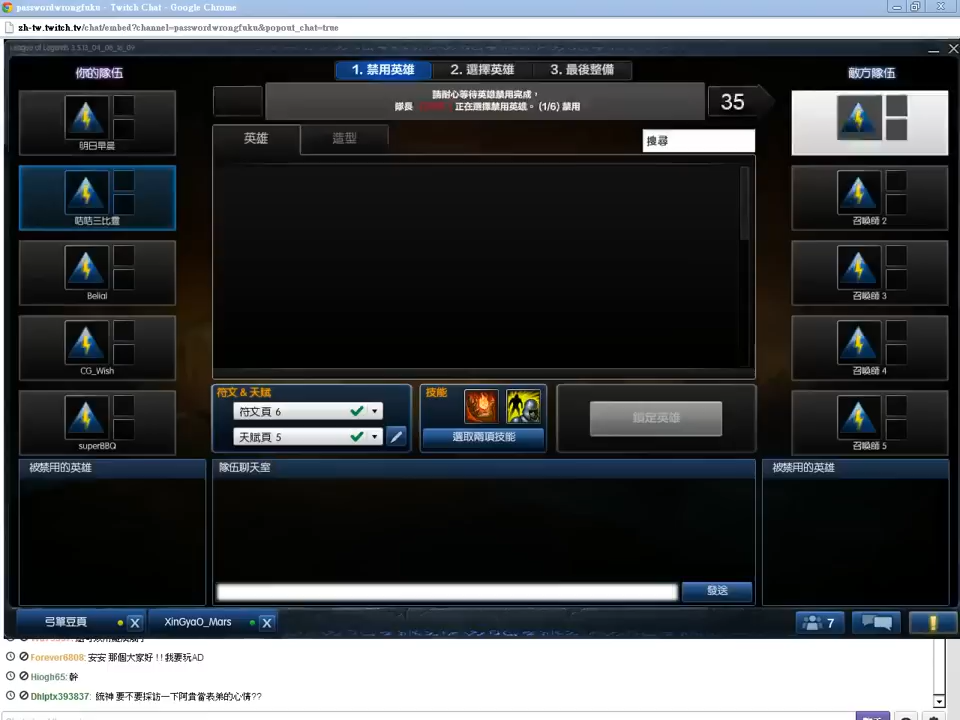 passwordwrongfuku - Twitch Chat - Google Chrome
zh-tw.twitch.tv/chat/embed?channel=passwordwrongfuku&popout_chat=true
你的隊伍
1. 禁用英雄
2. 選擇英雄
3. 最後整備
敵方隊伍
請耐心等待英雄禁用完成，
隊長
正在選擇禁用英雄。 (1/6) 禁用
35
英雄
造型
搜尋
明日早晨
咕咕三比霊
召喚師 2
Belial
召喚師 3
CG_Wish
召喚師 4
superBBQ
召喚師 5
符文 & 天賦
符文頁 6
天賦頁 5
技能
選取兩項技能
鎖定英雄
被禁用的英雄
隊伍聊天室
被禁用的英雄
發送
弓單豆頁
XinGyaO_Mars
7
Forever6808: 安安 那個大家好 ! ! 我要玩AD
Hiogh65: 幹
Dhlptx393837: 神 要不要採訪一下阿貴當表弟的心情??